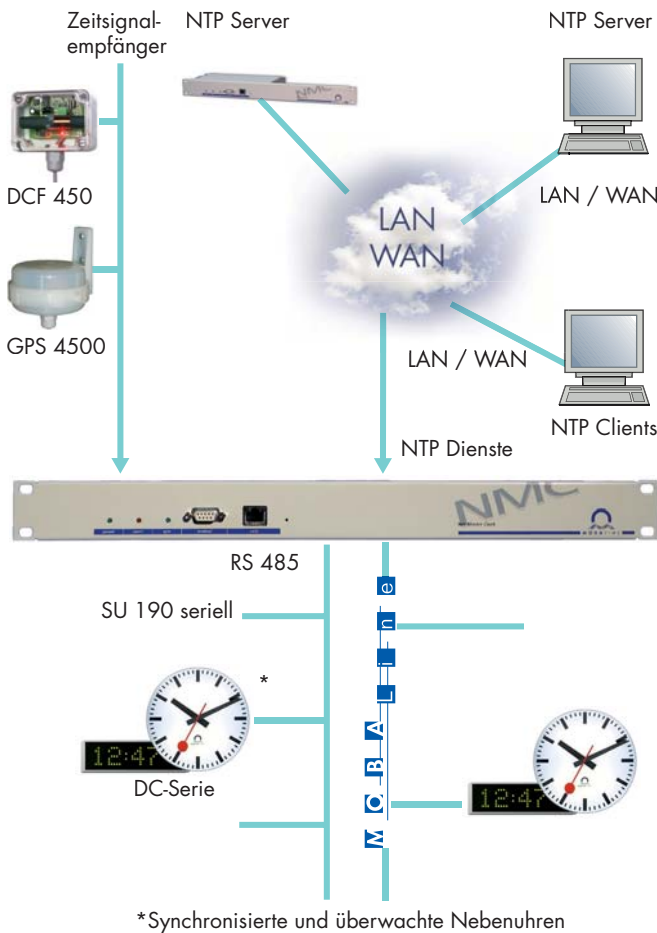 Zeitsignal-
empfänger
NTP Server
NTP Server
DCF 450
LAN
WAN
LAN / WAN
GPS 4500
LAN / WAN
NTP Clients
NTP Dienste
NMC
RS 485
SU 190 seriell
MOBALine
*
12:47
DC-Serie
12:47
*Synchronisierte und überwachte Nebenuhren